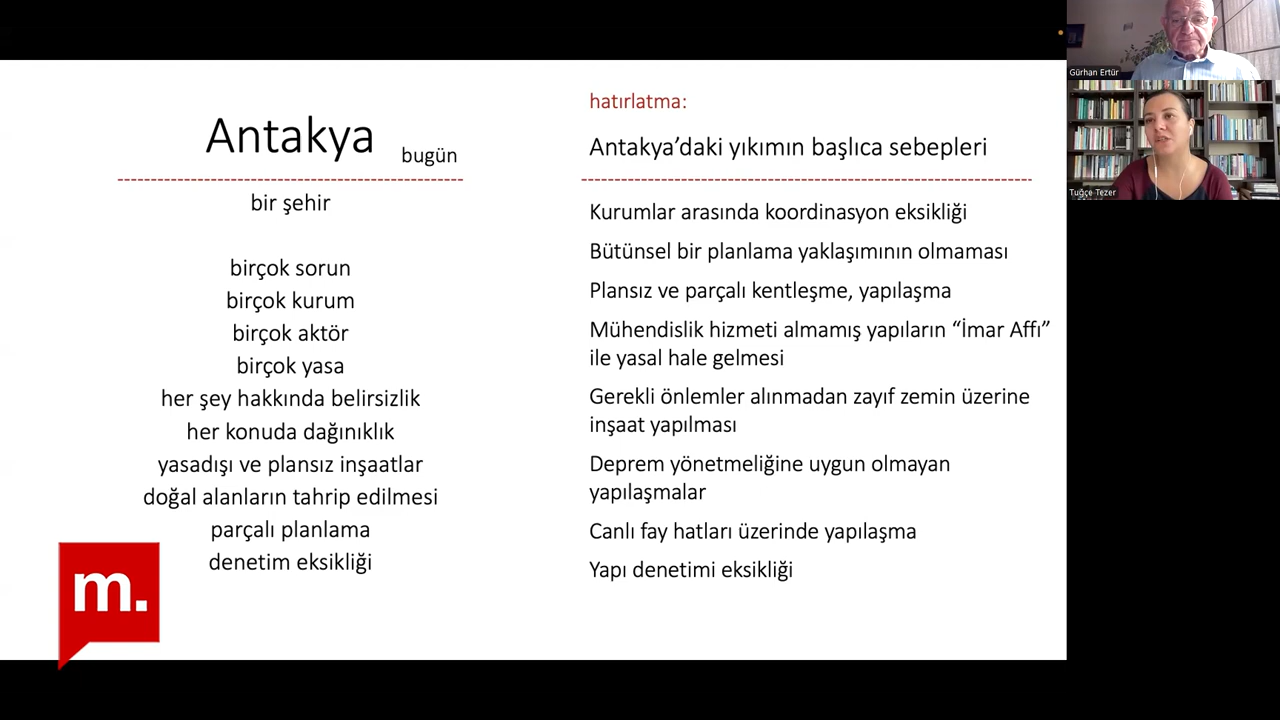 Antakya bugün
bir şehir
birçok sorun
birçok kurum
birçok aktör
birçok yasa
her şey hakkında belirsizlik
her konuda dağınıklık
yasadışı ve plansız inşaatlar
doğal alanların tahrip edilmesi
parçalı planlama
denetim eksikliği
hatırlatma:
Antakya’daki yıkımın başlıca sebepleri
Kurumlar arasında koordinasyon eksikliği
Bütünsel bir planlama yaklaşımının olmaması
Plansız ve parçalı kentleşme, yapılaşma
Mühendislik hizmeti almamış yapıların “İmar Affı”
ile yasal hale gelmesi
Gerekli önlemler alınmadan zayıf zemin üzerine
inşaat yapılması
Deprem yönetmeliğine uygun olmayan
yapılaşmalar
Canlı fay hatları üzerinde yapılaşma
Yapı denetimi eksikliği
m.
Gürhan Ertür
Tuğçe Tezer